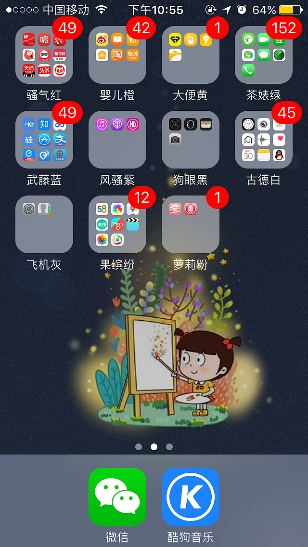 中国移动 下午10:55 64%
49 42 1 152
骚气红 婴儿橙 大便黄 茶婊绿
49 45
武藤蓝 风骚紫 狗眼黑 古德白
12 1
飞机灰 果缤纷 萝莉粉
微信 酷狗音乐